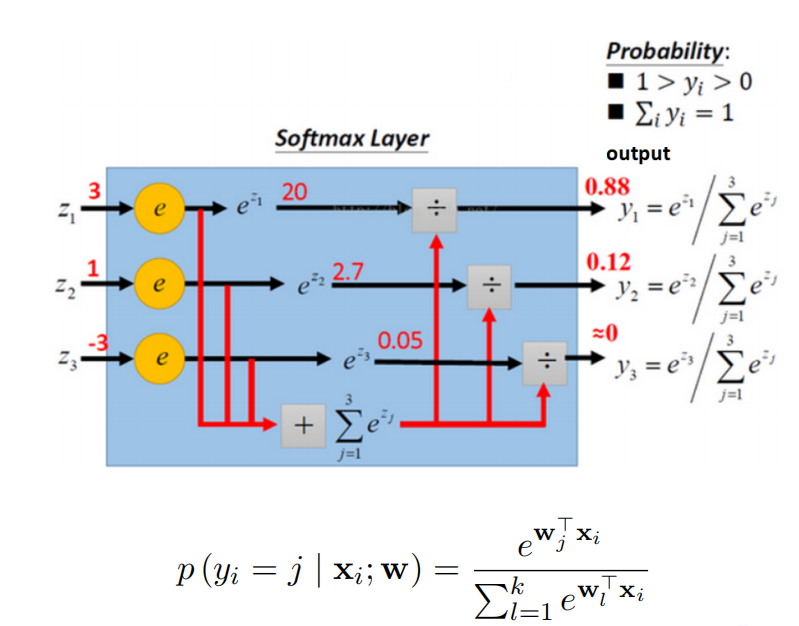 Probability:
■ 1 > yᵢ > 0
■ ∑ᵢ yᵢ = 1
Softmax Layer
output
z₁ 3 e e^{z₁} 20 ÷ 0.88 y₁ = e^{z₁} / ∑_{j=1}^{3} e^{z_j}
z₂ 1 e e^{z₂} 2.7 ÷ 0.12 y₂ = e^{z₂} / ∑_{j=1}^{3} e^{z_j}
z₃ -3 e e^{z₃} 0.05 ÷ ≈0 y₃ = e^{z₃} / ∑_{j=1}^{3} e^{z_j}
+ ∑_{j=1}^{3} e^{z_j}
p (yᵢ = j | xᵢ; w) = e^{w_j^⊤ xᵢ} / ∑_{l=1}^{k} e^{w_l^⊤ xᵢ}